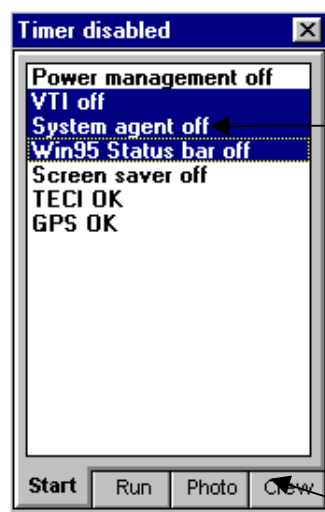 Timer disabled
Power management off
VTI off
System agent off
Win95 Status bar off
Screen saver off
TECI OK
GPS OK
Start Run Photo Crew